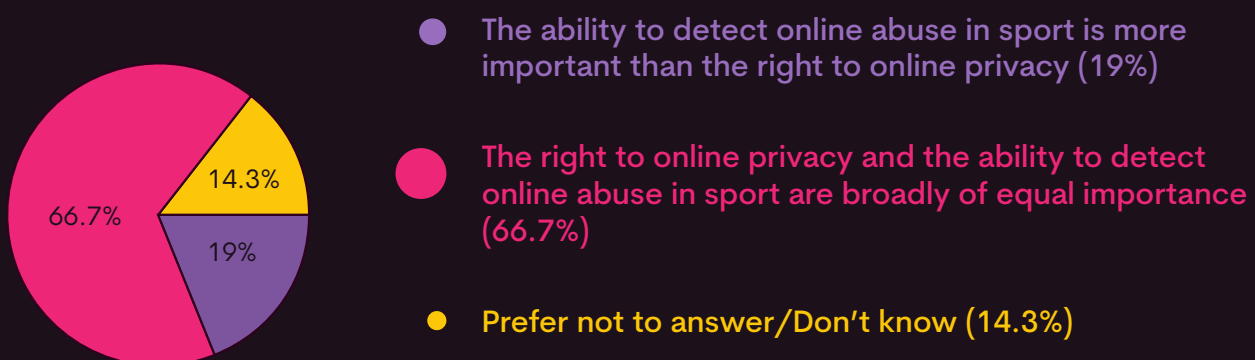 The ability to detect online abuse in sport is more
important than the right to online privacy (19%)
The right to online privacy and the ability to detect
online abuse in sport are broadly of equal importance
(66.7%)
Prefer not to answer/Don’t know (14.3%)
14.3%
66.7%
19%